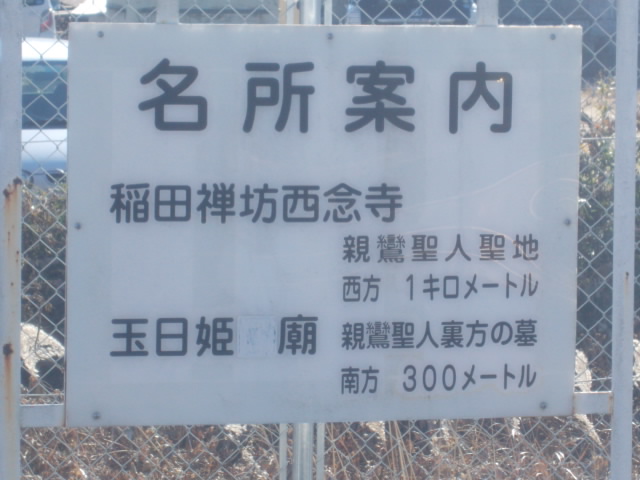 名所案内
稲田禅坊西念寺
親鸞聖人聖地
西方 1キロメートル
玉日姫 廟 親鸞聖人裏方の墓
南方 300メートル